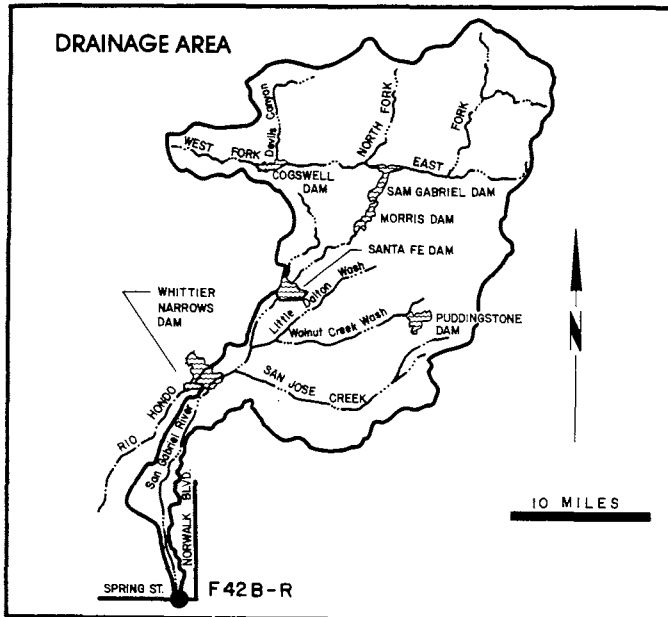 DRAINAGE AREA
WEST FORK
Devils Canyon
NORTH FORK
EAST FORK
COGSWELL
DAM
SAM GABRIEL DAM
MORRIS DAM
SANTA FE DAM
WHITTIER
NARROWS
DAM
Little Dalton Wash
Walnut Creek Wash
PUDDINGSTONE
DAM
SAN JOSE CREEK
RIO HONDO
San Gabriel River
NORWALK BLVD.
N
10 MILES
SPRING ST.
F42B-R